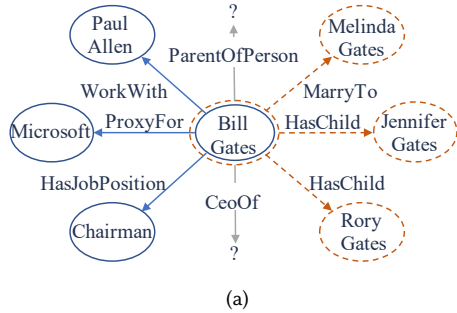 ?
Paul
Allen
Melinda
Gates
ParentOfPerson
WorkWith
MarryTo
Microsoft
ProxyFor
Bill
Gates
HasChild
Jennifer
Gates
HasJobPosition
HasChild
CeoOf
Chairman
Rory
Gates
?
(a)